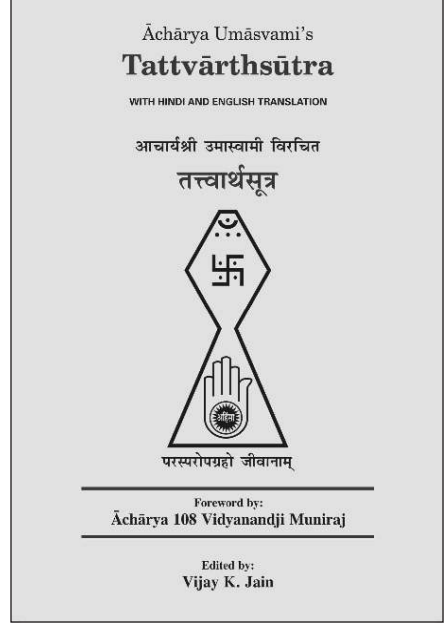 Āchārya Umāsvami's
Tattvārthsūtra
WITH HINDI AND ENGLISH TRANSLATION
आचार्यश्री उमास्वामी विरचित
तत्त्वार्थसूत्र
अहिंसा
परस्परोपग्रहो जीवानाम्
Foreword by:
Āchārya 108 Vidyanandji Muniraj
Edited by:
Vijay K. Jain